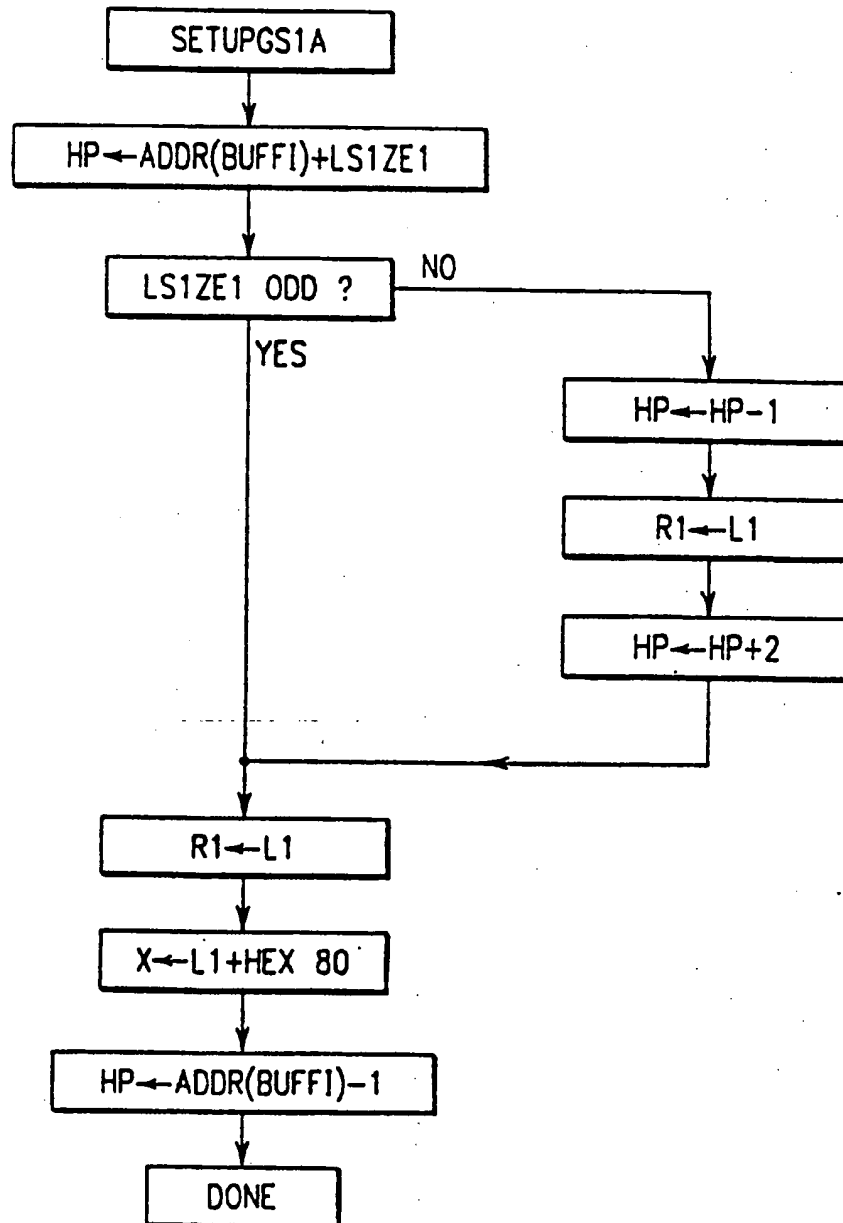 SETUPGS1A
HP←ADDR(BUFFI)+LS1ZE1
LS1ZE1 ODD ?
NO
YES
HP←HP-1
R1←L1
HP←HP+2
R1←L1
X←L1+HEX 80
HP←ADDR(BUFFI)-1
DONE